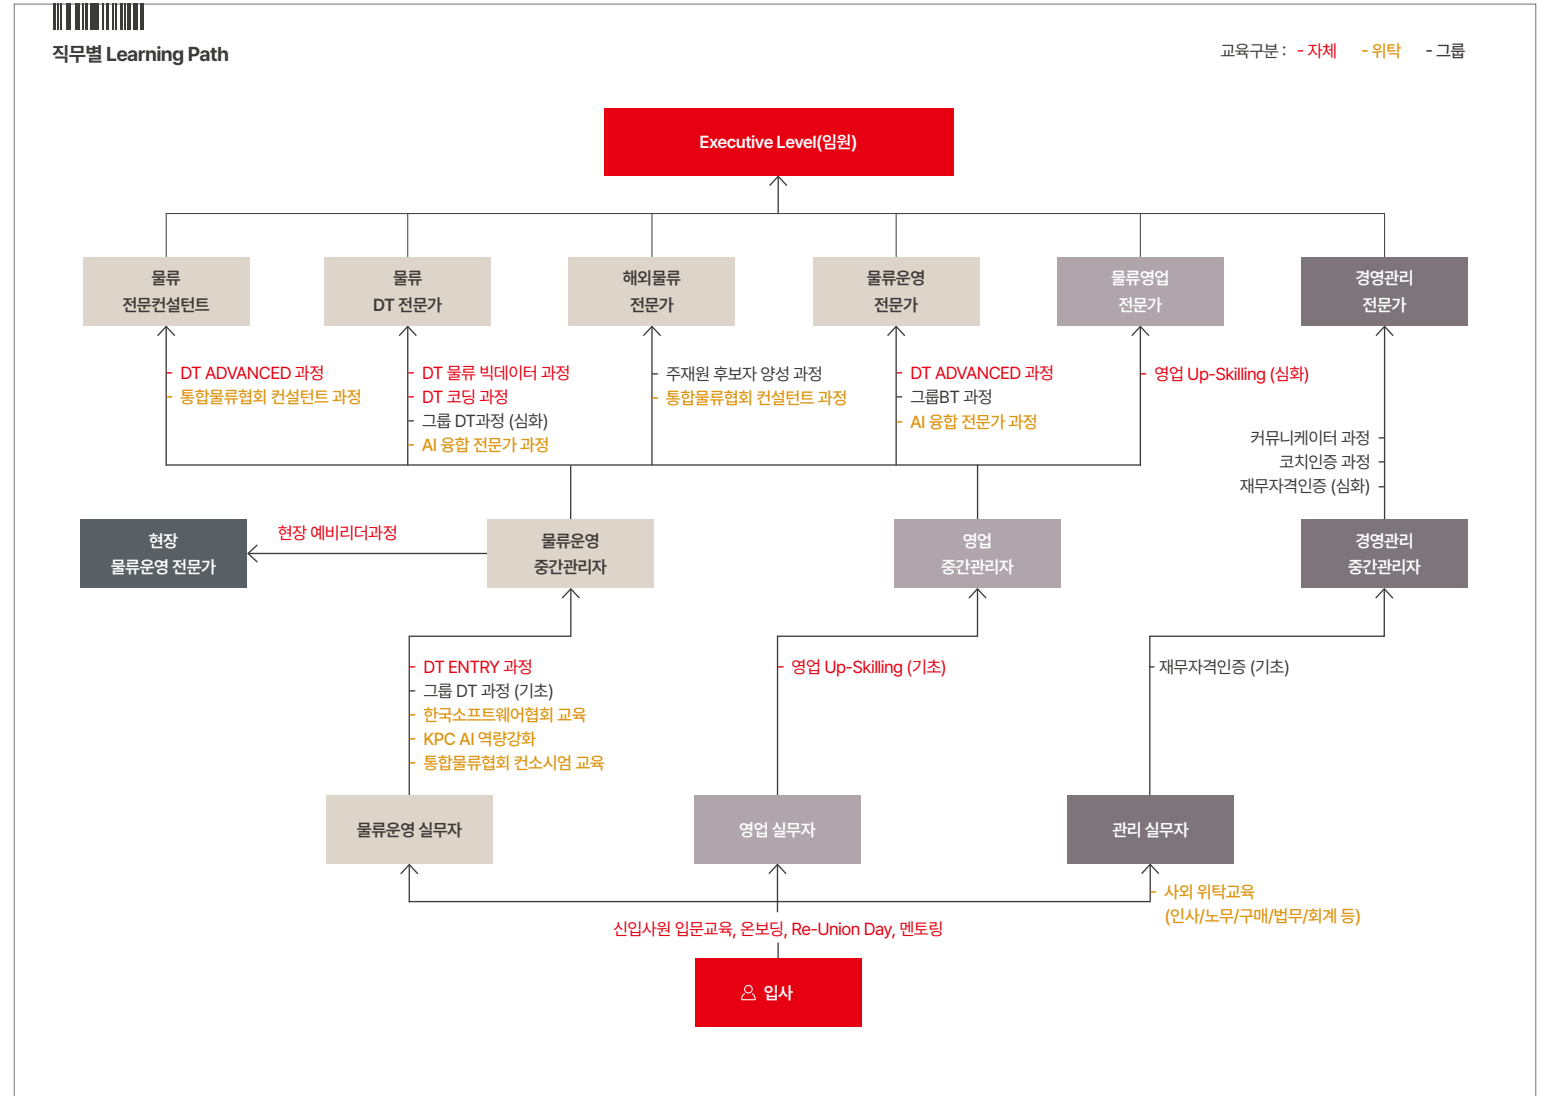 직무별 Learning Path
교육구분 : - 자체 - 위탁 - 그룹
Executive Level(임원)
물류
전문컨설턴트
물류
DT 전문가
해외물류
전문가
물류운영
전문가
물류영업
전문가
경영관리
전문가
- DT ADVANCED 과정
- 통합물류협회 컨설턴트 과정
- DT 물류 빅데이터 과정
- DT 코딩 과정
- 그룹 DT과정 (심화)
- AI 융합 전문가 과정
- 주재원 후보자 양성 과정
- 통합물류협회 컨설턴트 과정
- DT ADVANCED 과정
- 그룹BT 과정
- AI 융합 전문가 과정
- 영업 Up-Skilling (심화)
커뮤니케이터 과정 -
코치인증 과정 -
재무자격인증 (심화) -
현장
물류운영 전문가
현장 예비리더과정
물류운영
중간관리자
영업
중간관리자
경영관리
중간관리자
- DT ENTRY 과정
- 그룹 DT 과정 (기초)
- 한국소프트웨어협회 교육
- KPC AI 역량강화
- 통합물류협회 컨소시엄 교육
- 영업 Up-Skilling (기초)
- 재무자격인증 (기초)
물류운영 실무자
영업 실무자
관리 실무자
- 사외 위탁교육
(인사/노무/구매/법무/회계 등)
신입사원 입문교육, 온보딩, Re-Union Day, 멘토링
입사